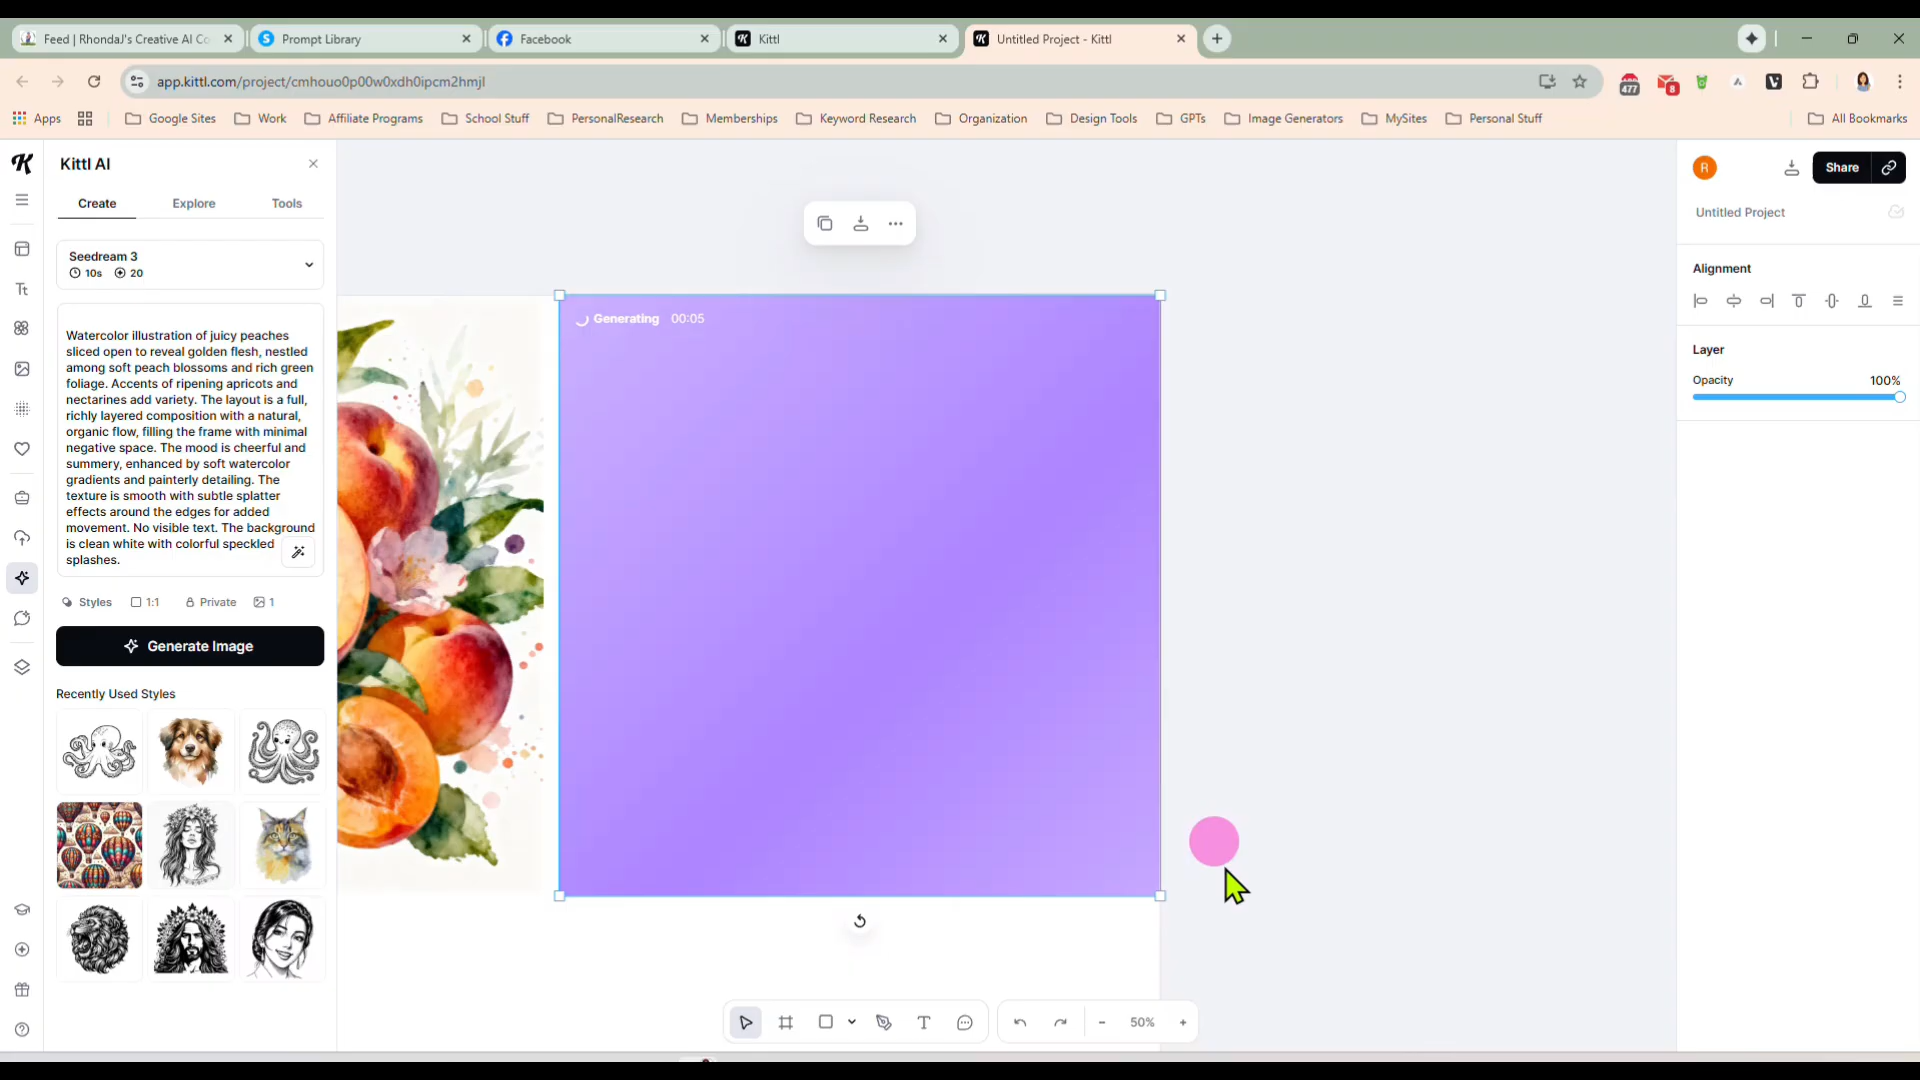 Feed | RhondaJ's Creative AI Co
Prompt Library
Facebook
Kittl
Untitled Project - Kittl
app.kittl.com/project/cmhouo0p00w0xdh0ipcm2hmjl
477
8
Apps
Google Sites
Work
Affiliate Programs
School Stuff
PersonalResearch
Memberships
Keyword Research
Organization
Design Tools
GPTs
Image Generators
MySites
Personal Stuff
All Bookmarks
Kittl AI
Create
Explore
Tools
Seedream 3
10s 20
Watercolor illustration of juicy peaches
sliced open to reveal golden flesh, nestled
among soft peach blossoms and rich green
foliage. Accents of ripening apricots and
nectarines add variety. The layout is a full,
richly layered composition with a natural,
organic flow, filling the frame with minimal
negative space. The mood is cheerful and
summery, enhanced by soft watercolor
gradients and painterly detailing. The
texture is smooth with subtle splatter
effects around the edges for added
movement. No visible text. The background
is clean white with colorful speckled
splashes.
Styles
1:1
Private
1
Generate Image
Recently Used Styles
Generating 00:05
R
Share
Untitled Project
Alignment
Layer
Opacity
100%
50%